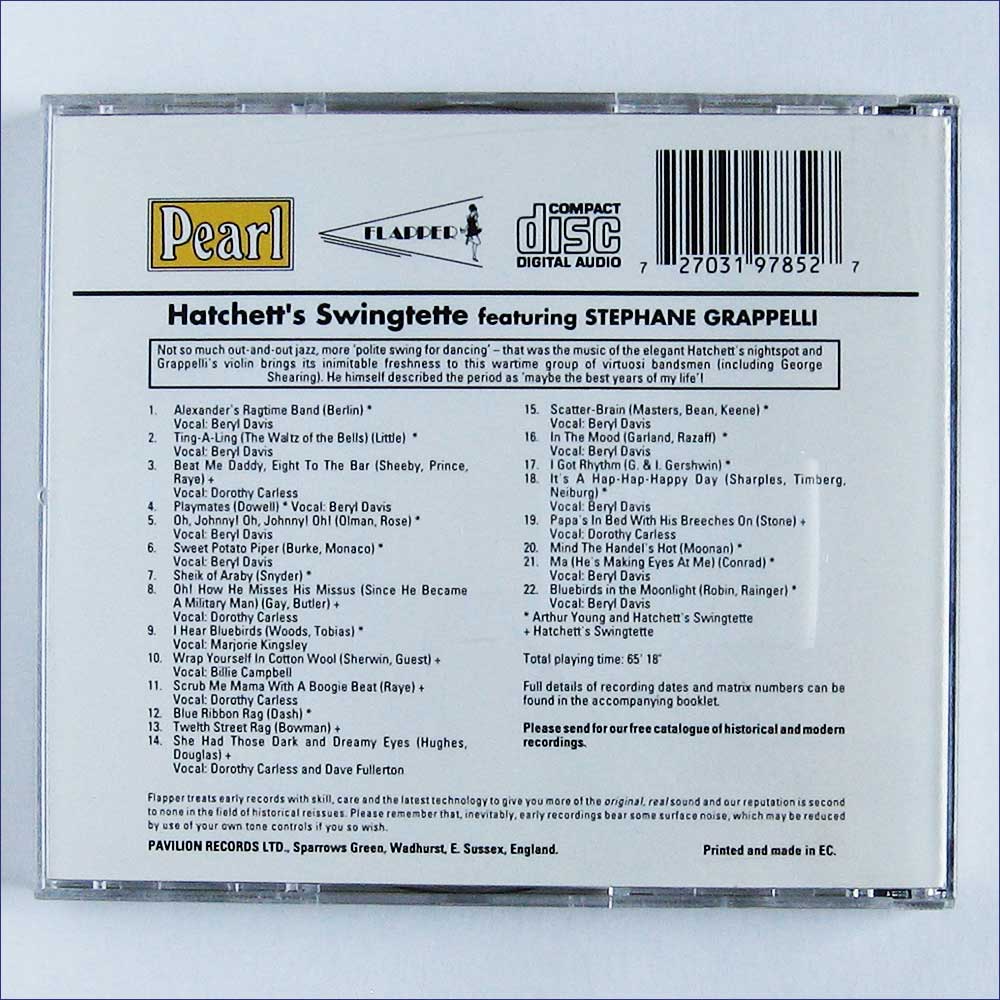 Pearl
FLAPPER
COMPACT
disc
DIGITAL AUDIO
7 27031 97852 7
Hatchett's Swingtette featuring STEPHANE GRAPPELLI
Not so much out-and-out jazz, more 'polite swing for dancing' – that was the music of the elegant Hatchett's nightspot and
Grappelli's violin brings its inimitable freshness to this wartime group of virtuosi bandsmen (including George
Shearing). He himself described the period as 'maybe the best years of my life'!
1. Alexander's Ragtime Band (Berlin) *
Vocal: Beryl Davis
2. Ting-A-Ling (The Waltz of the Bells) (Little) *
Vocal: Beryl Davis
3. Beat Me Daddy, Eight To The Bar (Sheeby, Prince,
Raye) +
Vocal: Dorothy Carless
4. Playmates (Dowell) * Vocal: Beryl Davis
5. Oh, Johnny! Oh, Johnny! Oh! (Olman, Rose) *
Vocal: Beryl Davis
6. Sweet Potato Piper (Burke, Monaco) *
Vocal: Beryl Davis
7. Sheik of Araby (Snyder) *
8. Oh! How He Misses His Missus (Since He Became
A Military Man) (Gay, Butler) +
Vocal: Dorothy Carless
9. I Hear Bluebirds (Woods, Tobias) *
Vocal: Marjorie Kingsley
10. Wrap Yourself In Cotton Wool (Sherwin, Guest) +
Vocal: Billie Campbell
11. Scrub Me Mama With A Boogie Beat (Raye) +
Vocal: Dorothy Carless
12. Blue Ribbon Rag (Dash) *
13. Twelth Street Rag (Bowman) +
14. She Had Those Dark and Dreamy Eyes (Hughes,
Douglas) +
Vocal: Dorothy Carless and Dave Fullerton
15. Scatter-Brain (Masters, Bean, Keene) *
Vocal: Beryl Davis
16. In The Mood (Garland, Razaff) *
Vocal: Beryl Davis
17. I Got Rhythm (G. & I. Gershwin) *
18. It's A Hap-Hap-Happy Day (Sharples, Timberg,
Neiburg) *
Vocal: Beryl Davis
19. Papa's In Bed With His Breeches On (Stone) +
Vocal: Dorothy Carless
20. Mind The Handel's Hot (Moonan) *
21. Ma (He's Making Eyes At Me) (Conrad) *
Vocal: Beryl Davis
22. Bluebirds in the Moonlight (Robin, Rainger) *
Vocal: Beryl Davis
* Arthur Young and Hatchett's Swingtette
+ Hatchett's Swingtette
Total playing time: 65' 18"
Full details of recording dates and matrix numbers can be
found in the accompanying booklet.
Please send for our free catalogue of historical and modern
recordings.
Flapper treats early records with skill, care and the latest technology to give you more of the original, real sound and our reputation is second
to none in the field of historical reissues. Please remember that, inevitably, early recordings bear some surface noise, which may be reduced
by use of your own tone controls if you so wish.
PAVILION RECORDS LTD., Sparrows Green, Wadhurst, E. Sussex, England.
Printed and made in EC.